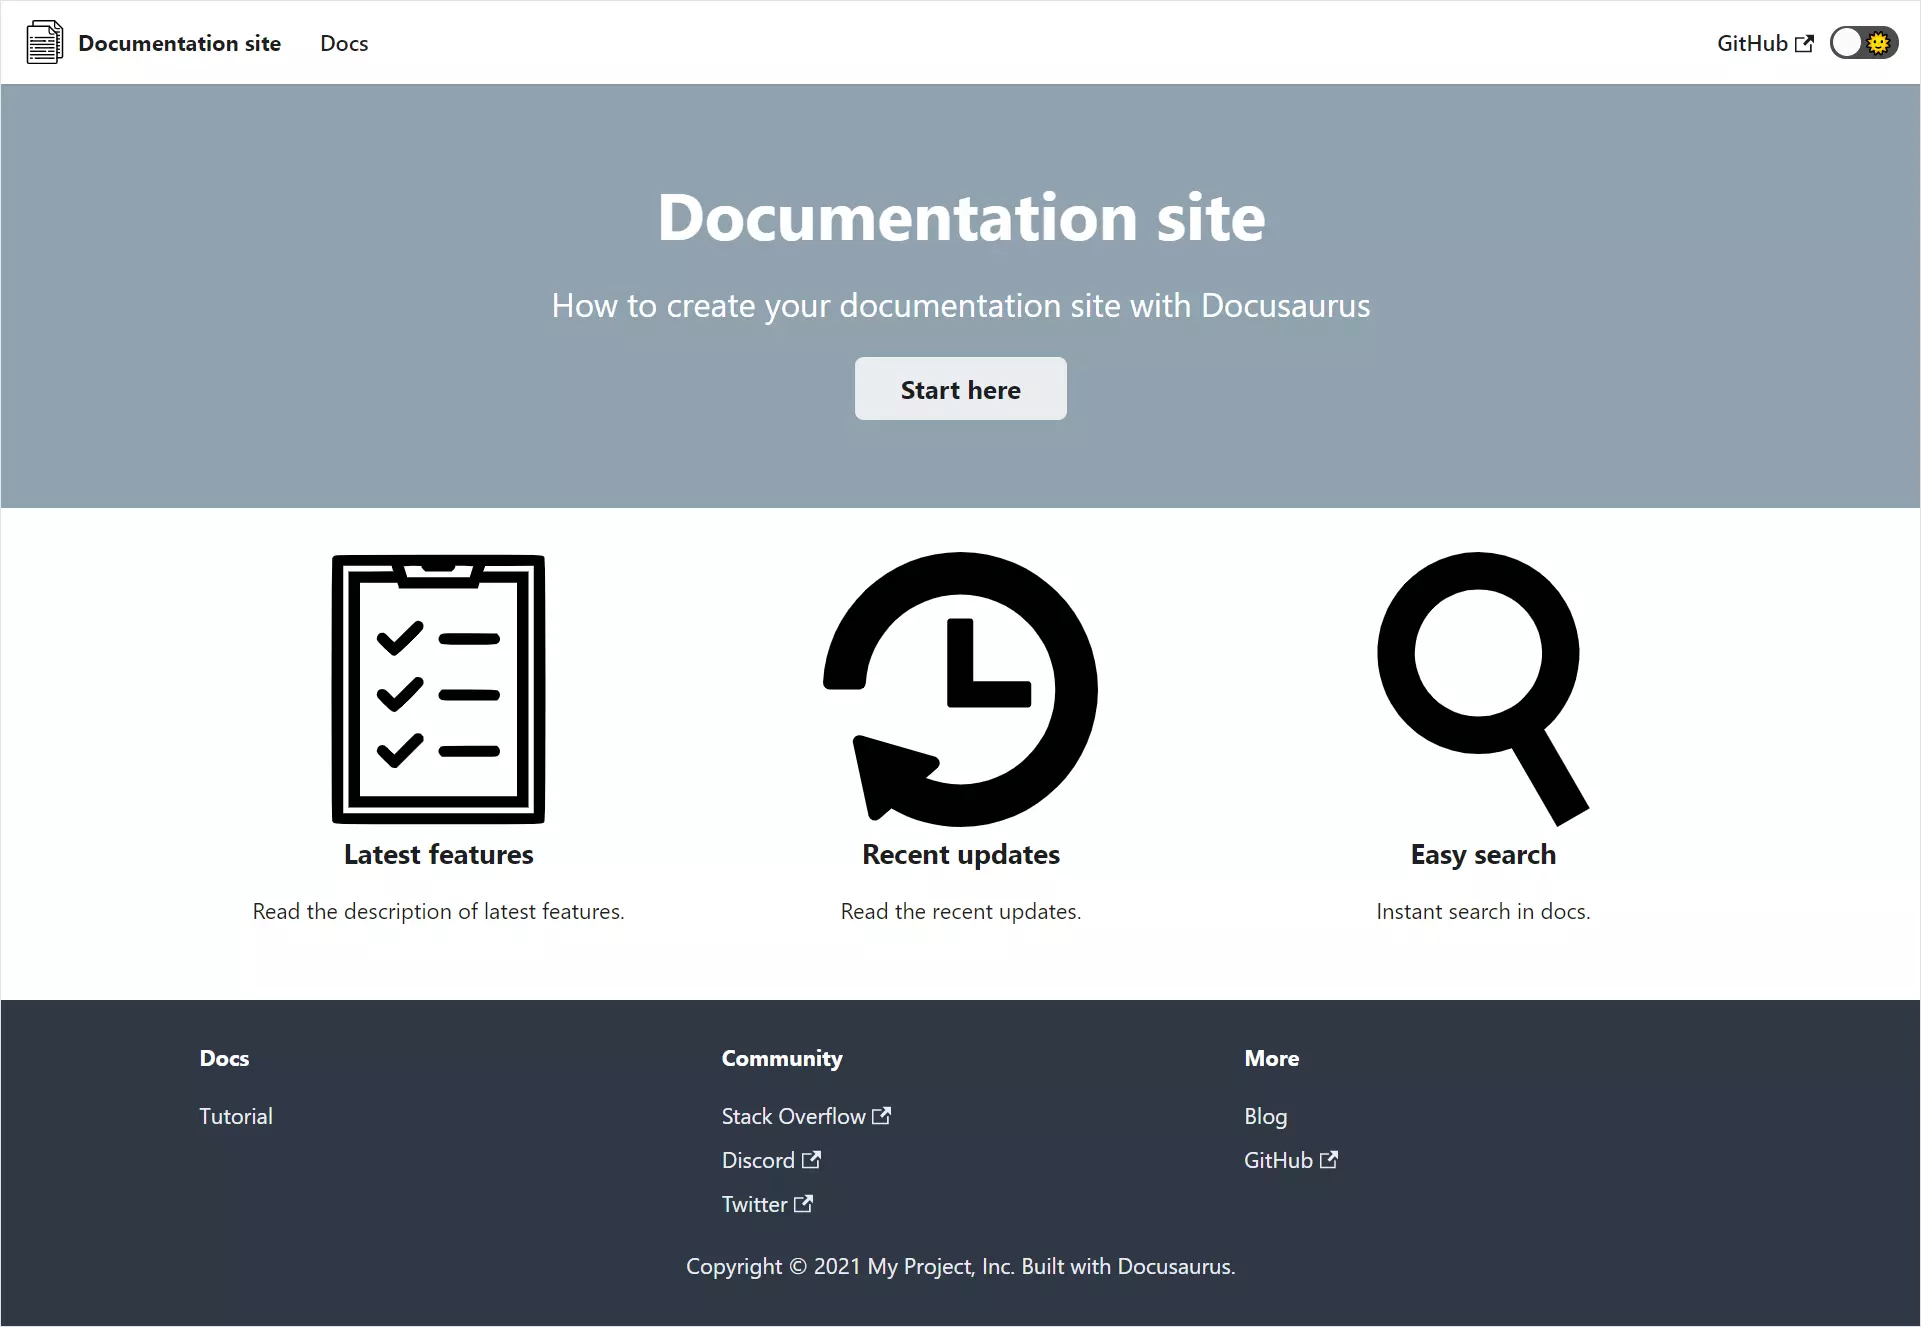 Documentation site Docs GitHub
Documentation site
How to create your documentation site with Docusaurus
Start here
Latest features
Read the description of latest features.
Recent updates
Read the recent updates.
Easy search
Instant search in docs.
Docs
Tutorial
Community
Stack Overflow
Discord
Twitter
More
Blog
GitHub
Copyright © 2021 My Project, Inc. Built with Docusaurus.